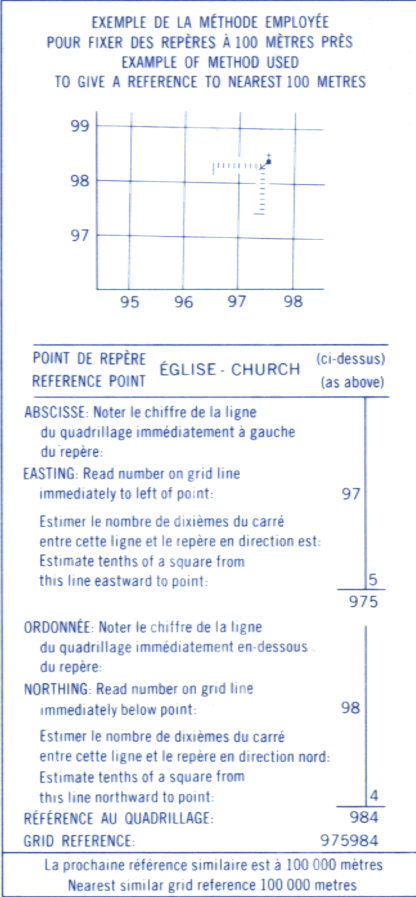 EXEMPLE DE LA MÉTHODE EMPLOYÉE
POUR FIXER DES REPÈRES À 100 MÈTRES PRÈS
EXAMPLE OF METHOD USED
TO GIVE A REFERENCE TO NEAREST 100 METRES
99
98
97
95 96 97 98
POINT DE REPÈRE
REFERENCE POINT
ÉGLISE - CHURCH
(ci-dessus)
(as above)
ABSCISSE: Noter le chiffre de la ligne
du quadrillage immédiatement à gauche
du repère:
EASTING: Read number on grid line
immediately to left of point: 97
Estimer le nombre de dixièmes du carré
entre cette ligne et le repère en direction est:
Estimate tenths of a square from
this line eastward to point: 5
975
ORDONNÉE: Noter le chiffre de la ligne
du quadrillage immédiatement en-dessous
du repère:
NORTHING: Read number on grid line
immediately below point: 98
Estimer le nombre de dixièmes du carré
entre cette ligne et le repère en direction nord:
Estimate tenths of a square from
this line northward to point: 4
RÉFÉRENCE AU QUADRILLAGE: 984
GRID REFERENCE: 975984
La prochaine référence similaire est à 100 000 mètres
Nearest similar grid reference 100 000 metres